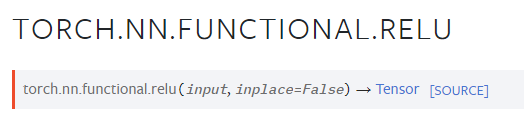 TORCH.NN.FUNCTIONAL.RELU
torch.nn.functional.relu(input, inplace=False) → Tensor [SOURCE]